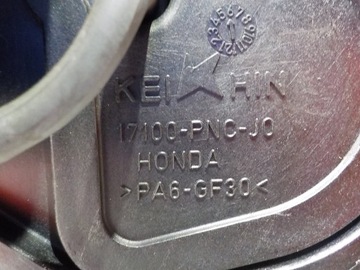 KEIHIN
17100-PNC-J0
HONDA
>PA6-GF30<